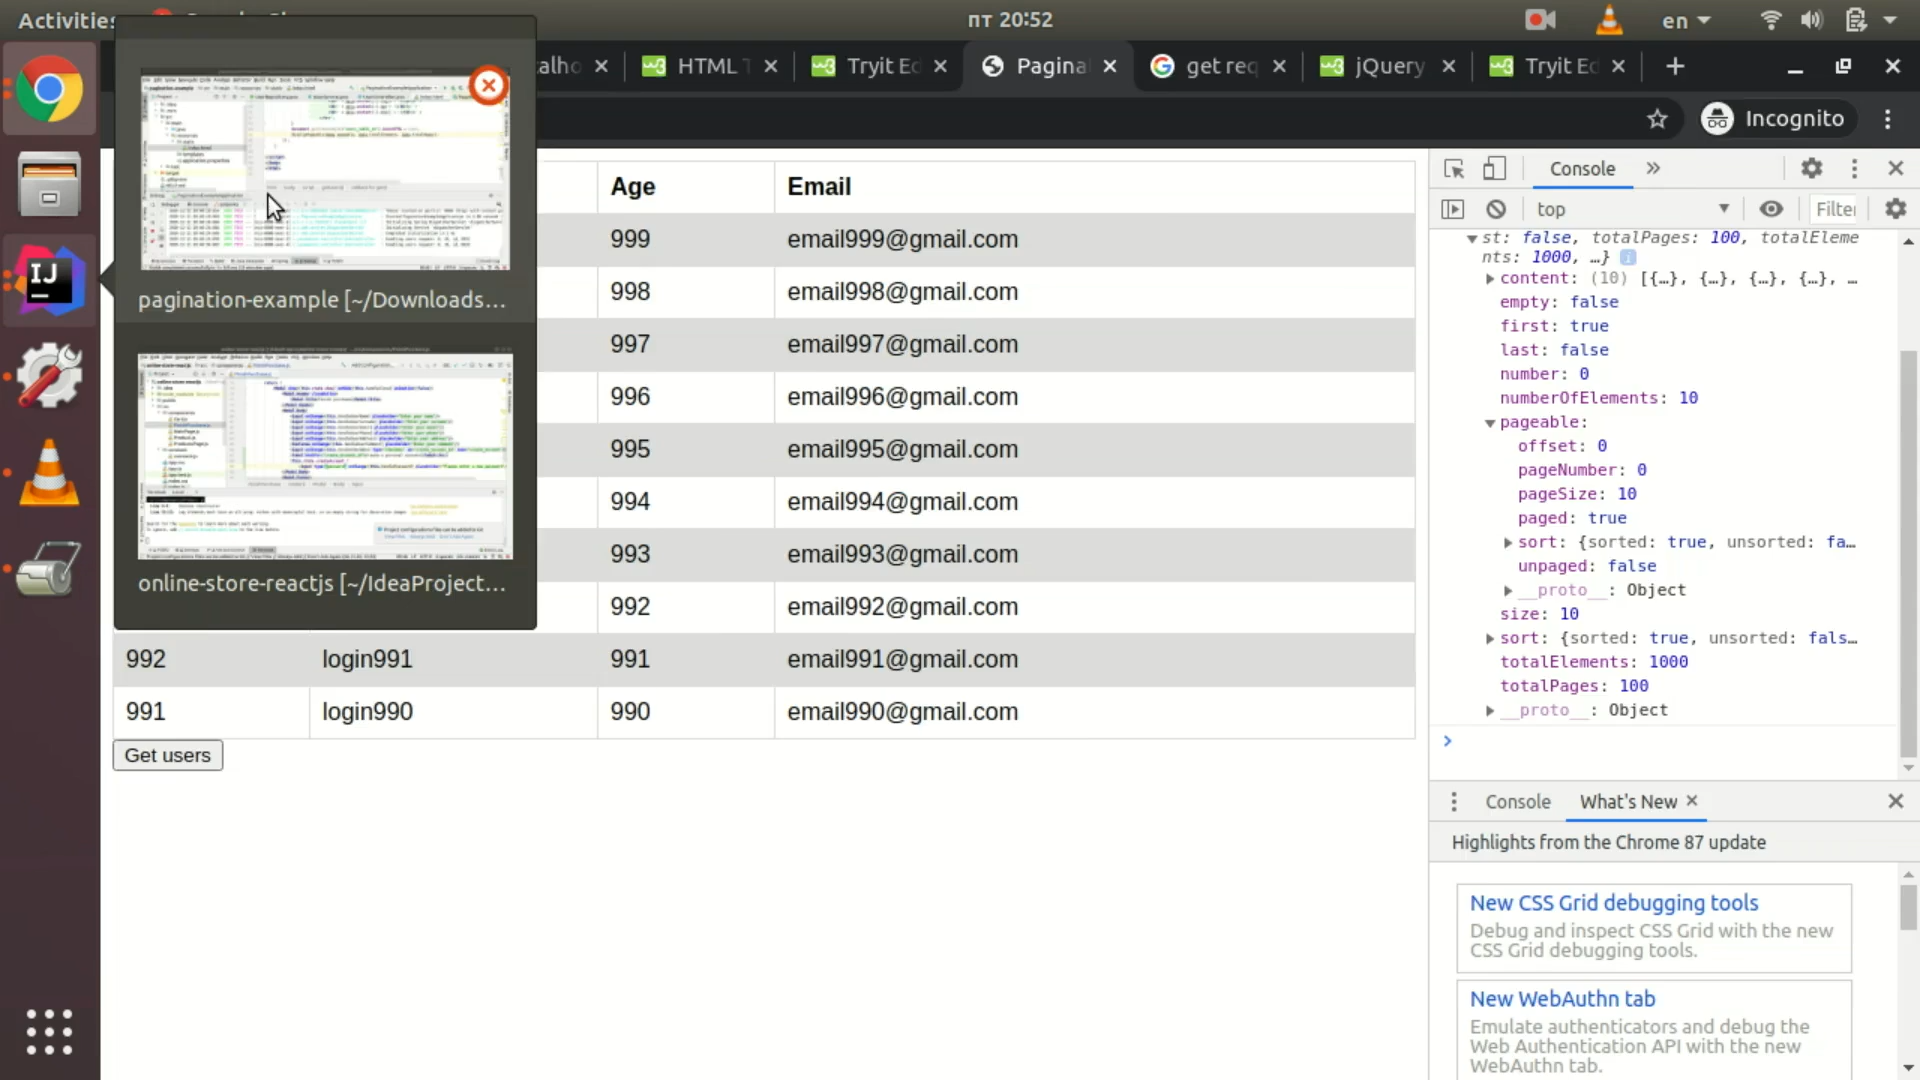 Activities
пт 20:52
en
alho
HTML T
Tryit Ed
Pagina
get req
jQuery
Tryit Ed
Incognito
pagination-example [~/Downloads...
online-store-reactjs [~/IdeaProject...
Age Email
999 email999@gmail.com
998 email998@gmail.com
997 email997@gmail.com
996 email996@gmail.com
995 email995@gmail.com
994 email994@gmail.com
993 email993@gmail.com
992 email992@gmail.com
992 login991 991 email991@gmail.com
991 login990 990 email990@gmail.com
Get users
Console
top
Filter
st: false, totalPages: 100, totalEleme
nts: 1000, …}
content: (10) [{…}, {…}, {…}, {…}, …
empty: false
first: true
last: false
number: 0
numberOfElements: 10
pageable:
offset: 0
pageNumber: 0
pageSize: 10
paged: true
sort: {sorted: true, unsorted: fa…
unpaged: false
__proto__: Object
size: 10
sort: {sorted: true, unsorted: fals…
totalElements: 1000
totalPages: 100
__proto__: Object
Console
What's New
Highlights from the Chrome 87 update
New CSS Grid debugging tools
Debug and inspect CSS Grid with the new
CSS Grid debugging tools.
New WebAuthn tab
Emulate authenticators and debug the
Web Authentication API with the new
WebAuthn tab.